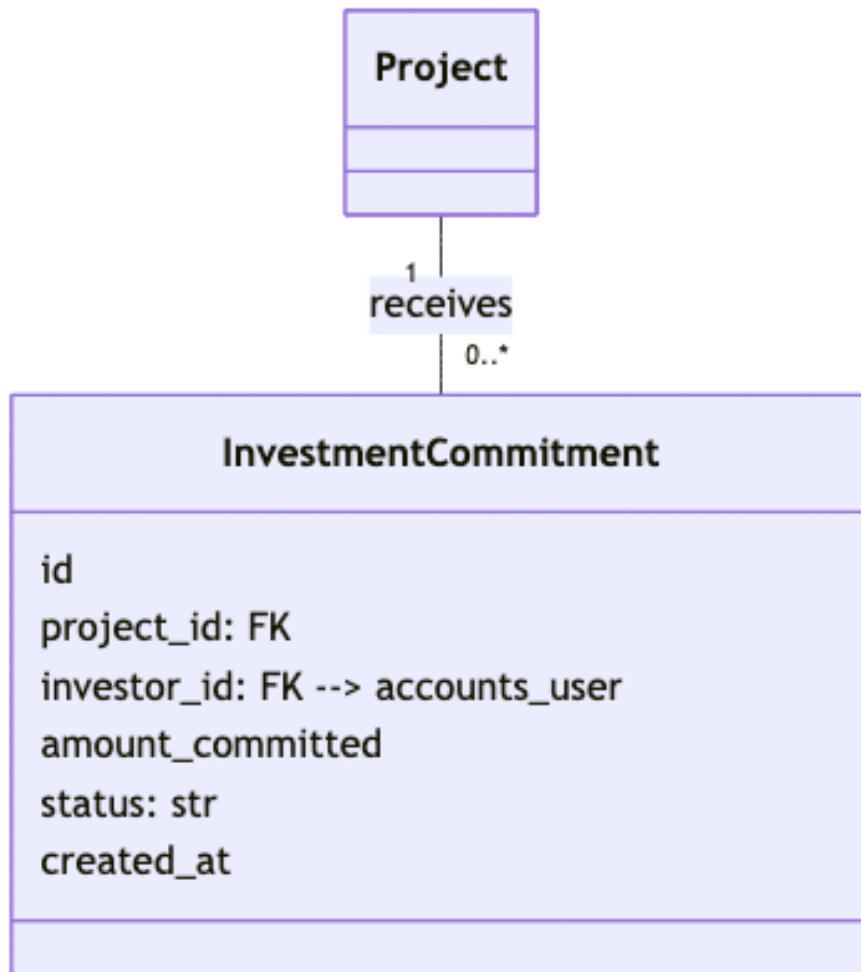 Project
1
receives
0..*
InvestmentCommitment
id
project_id: FK
investor_id: FK --> accounts_user
amount_committed
status: str
created_at